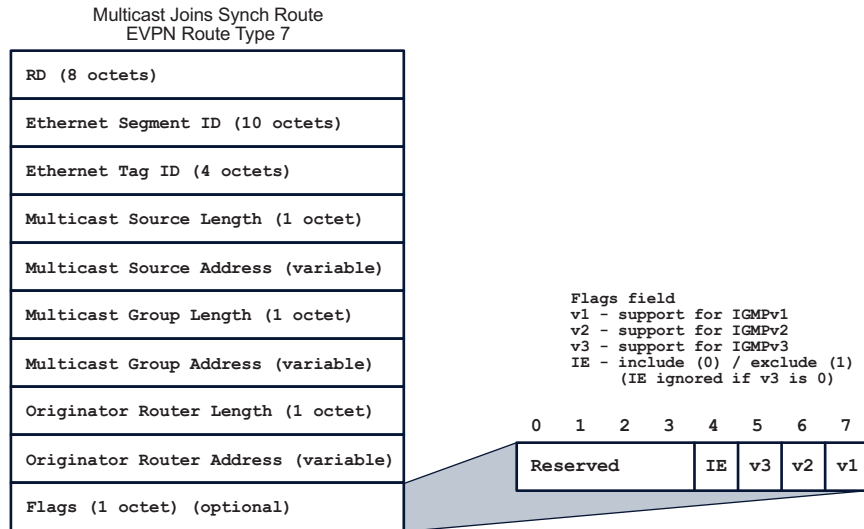 Multicast Joins Synch Route
EVPN Route Type 7
RD (8 octets)
Ethernet Segment ID (10 octets)
Ethernet Tag ID (4 octets)
Multicast Source Length (1 octet)
Multicast Source Address (variable)
Multicast Group Length (1 octet)
Multicast Group Address (variable)
Originator Router Length (1 octet)
Originator Router Address (variable)
Flags (1 octet) (optional)
Flags field
v1 - support for IGMPv1
v2 - support for IGMPv2
v3 - support for IGMPv3
IE - include (0) / exclude (1)
(IE ignored if v3 is 0)
0 1 2 3 4 5 6 7
Reserved IE v3 v2 v1